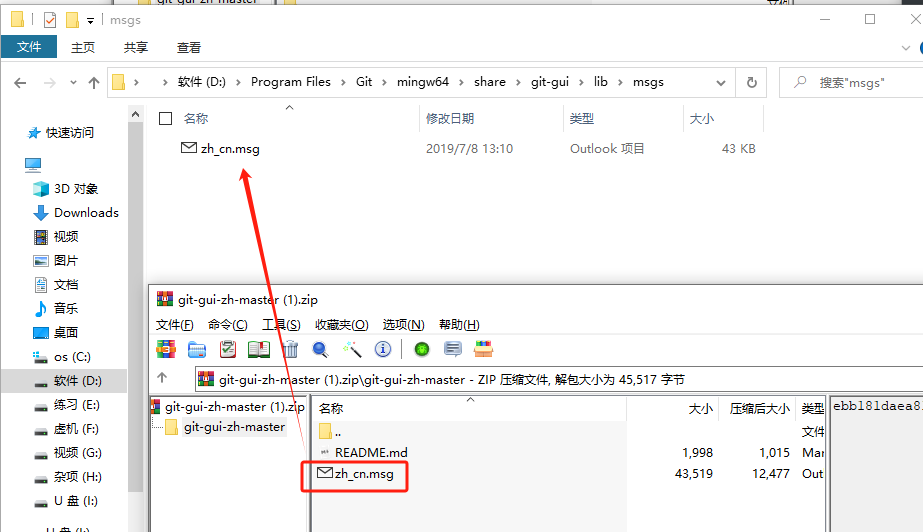 git-gui-zh-master
msgs
文件 主页 共享 查看
软件 (D:) › Program Files › Git › mingw64 › share › git-gui › lib › msgs
搜索"msgs"
名称 修改日期 类型 大小
zh_cn.msg 2019/7/8 13:10 Outlook 项目 43 KB
快速访问
3D 对象
Downloads
视频
图片
文档
音乐
桌面
os (C:)
软件 (D:)
练习 (E:)
虚机 (F:)
视频 (G:)
杂项 (H:)
U 盘 (I:)
git-gui-zh-master (1).zip
文件(F) 命令(C) 工具(S) 收藏夹(O) 选项(N) 帮助(H)
git-gui-zh-master (1).zip\git-gui-zh-master - ZIP 压缩文件, 解包大小为 45,517 字节
git-gui-zh-master (1).zip
git-gui-zh-master
名称 大小 压缩后大小 类型
..
文件
README.md 1,998 1,015 Mar
zh_cn.msg 43,519 12,477 Out